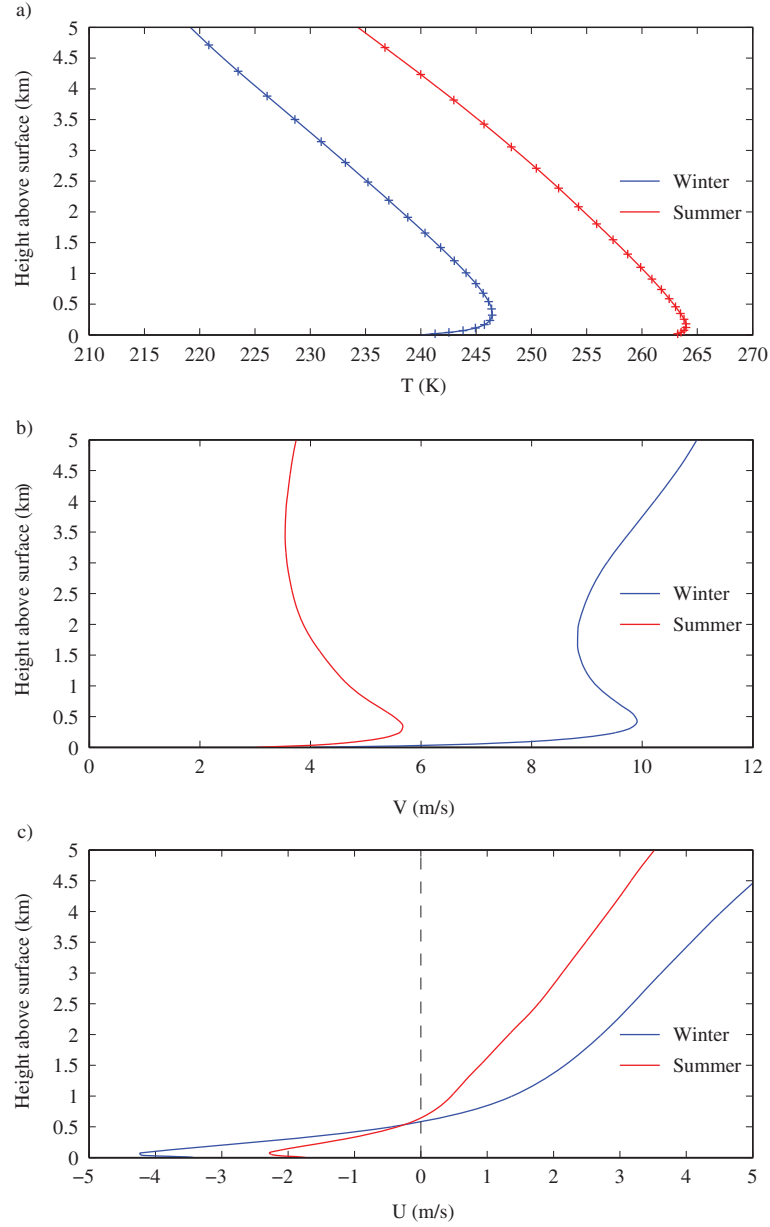 a)
5
4.5
4
3.5
3
2.5
2
1.5
1
0.5
0
Height above surface (km)
Winter
Summer
210 215 220 225 230 235 240 245 250 255 260 265 270
T (K)
b)
5
4.5
4
3.5
3
2.5
2
1.5
1
0.5
0
Height above surface (km)
Winter
Summer
0 2 4 6 8 10 12
V (m/s)
c)
5
4.5
4
3.5
3
2.5
2
1.5
1
0.5
0
Height above surface (km)
Winter
Summer
−5 −4 −3 −2 −1 0 1 2 3 4 5
U (m/s)